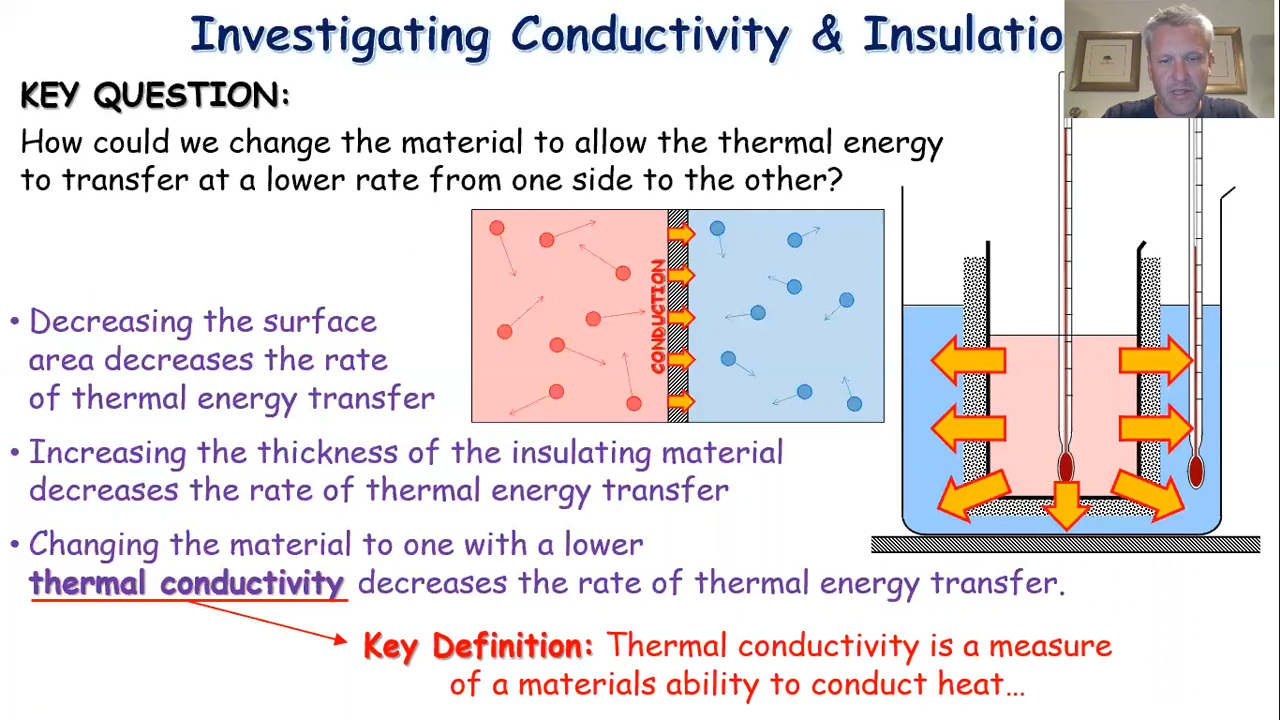 Investigating Conductivity & Insulatio
KEY QUESTION:
How could we change the material to allow the thermal energy
to transfer at a lower rate from one side to the other?
CONDUCTION
• Decreasing the surface
area decreases the rate
of thermal energy transfer
• Increasing the thickness of the insulating material
decreases the rate of thermal energy transfer
• Changing the material to one with a lower
thermal conductivity decreases the rate of thermal energy transfer.
Key Definition: Thermal conductivity is a measure
of a materials ability to conduct heat...